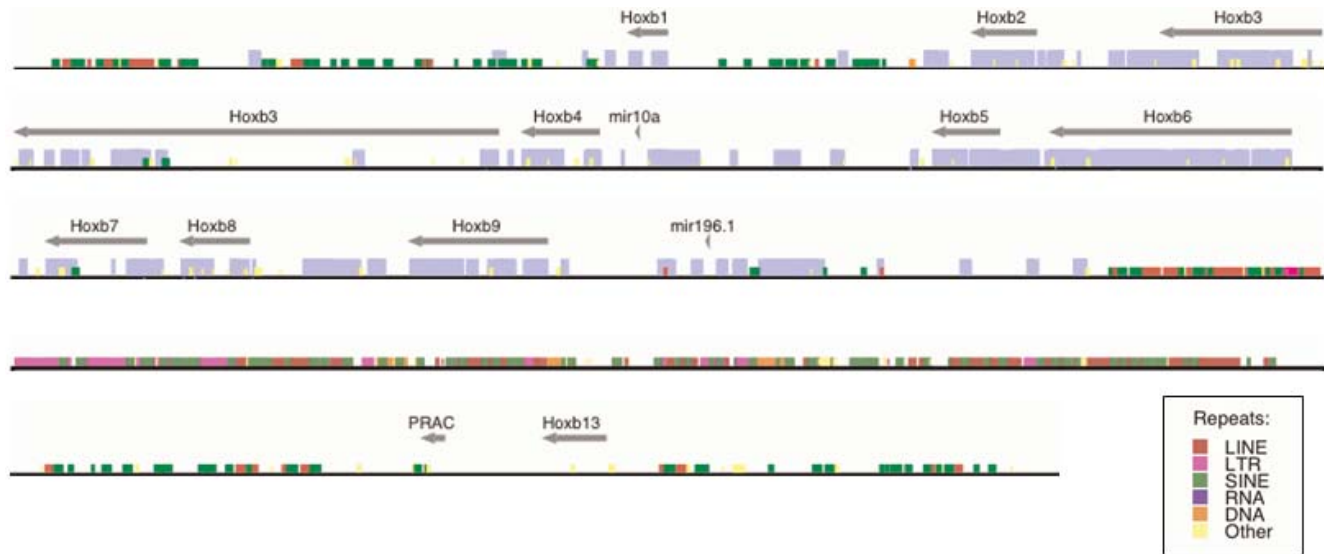 Hoxb1 Hoxb2 Hoxb3
Hoxb3 Hoxb4 mir10a Hoxb5 Hoxb6
Hoxb7 Hoxb8 Hoxb9 mir196.1
PRAC Hoxb13
Repeats:
LINE
LTR
SINE
RNA
DNA
Other